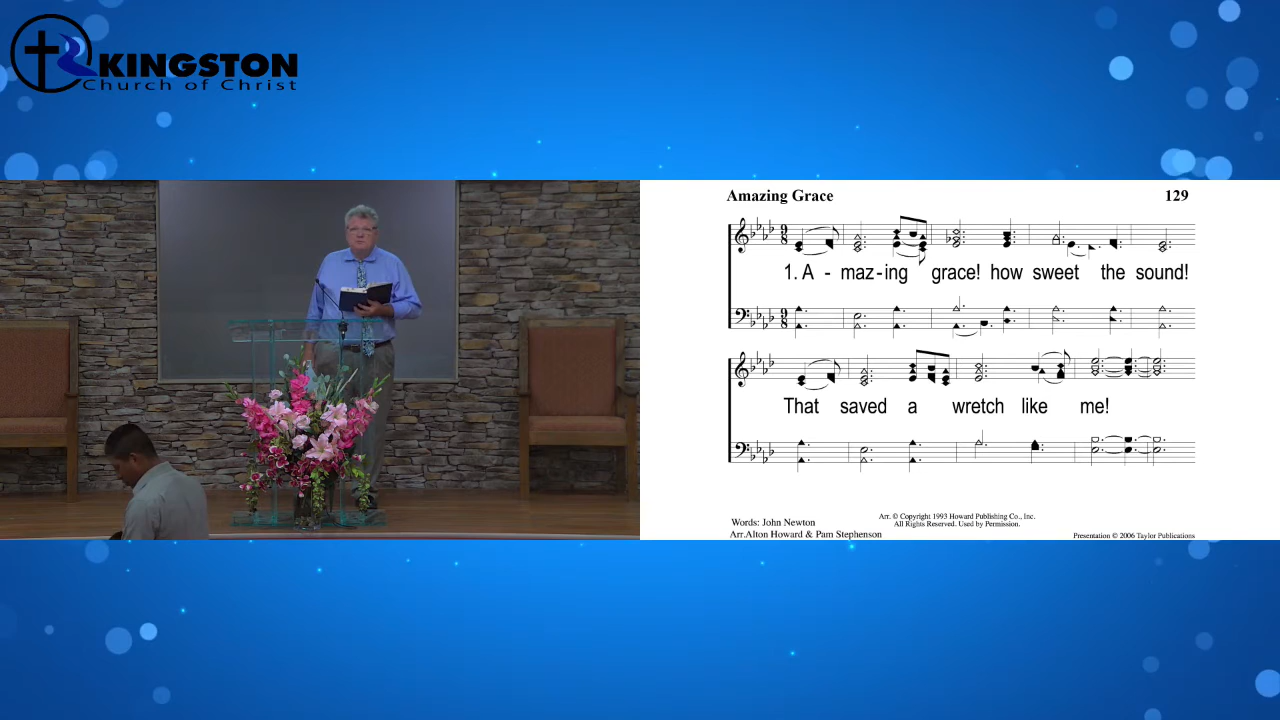 KINGSTON
Church of Christ
Amazing Grace 129
1. A - maz - ing grace! how sweet the sound!
That saved a wretch like me!
Words: John Newton
Arr.Alton Howard & Pam Stephenson
Arr. © Copyright 1993 Howard Publishing Co., Inc.
All Rights Reserved. Used by Permission.
Presentation © 2006 Taylor Publications